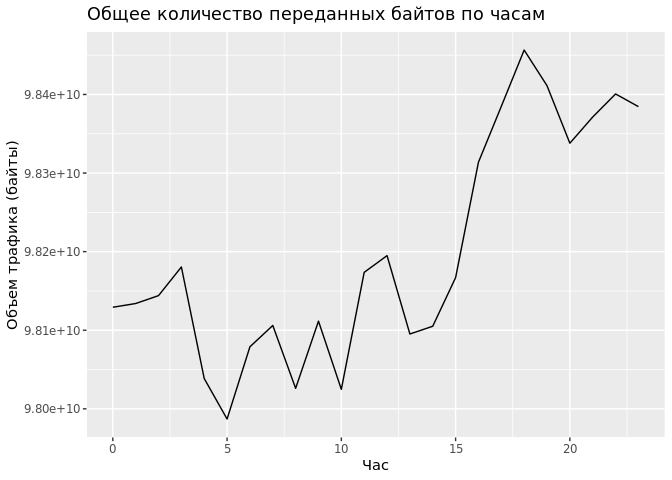 Общее количество переданных байтов по часам
9.84e+10
9.83e+10
9.82e+10
9.81e+10
9.80e+10
Объем трафика (байты)
0 5 10 15 20
Час